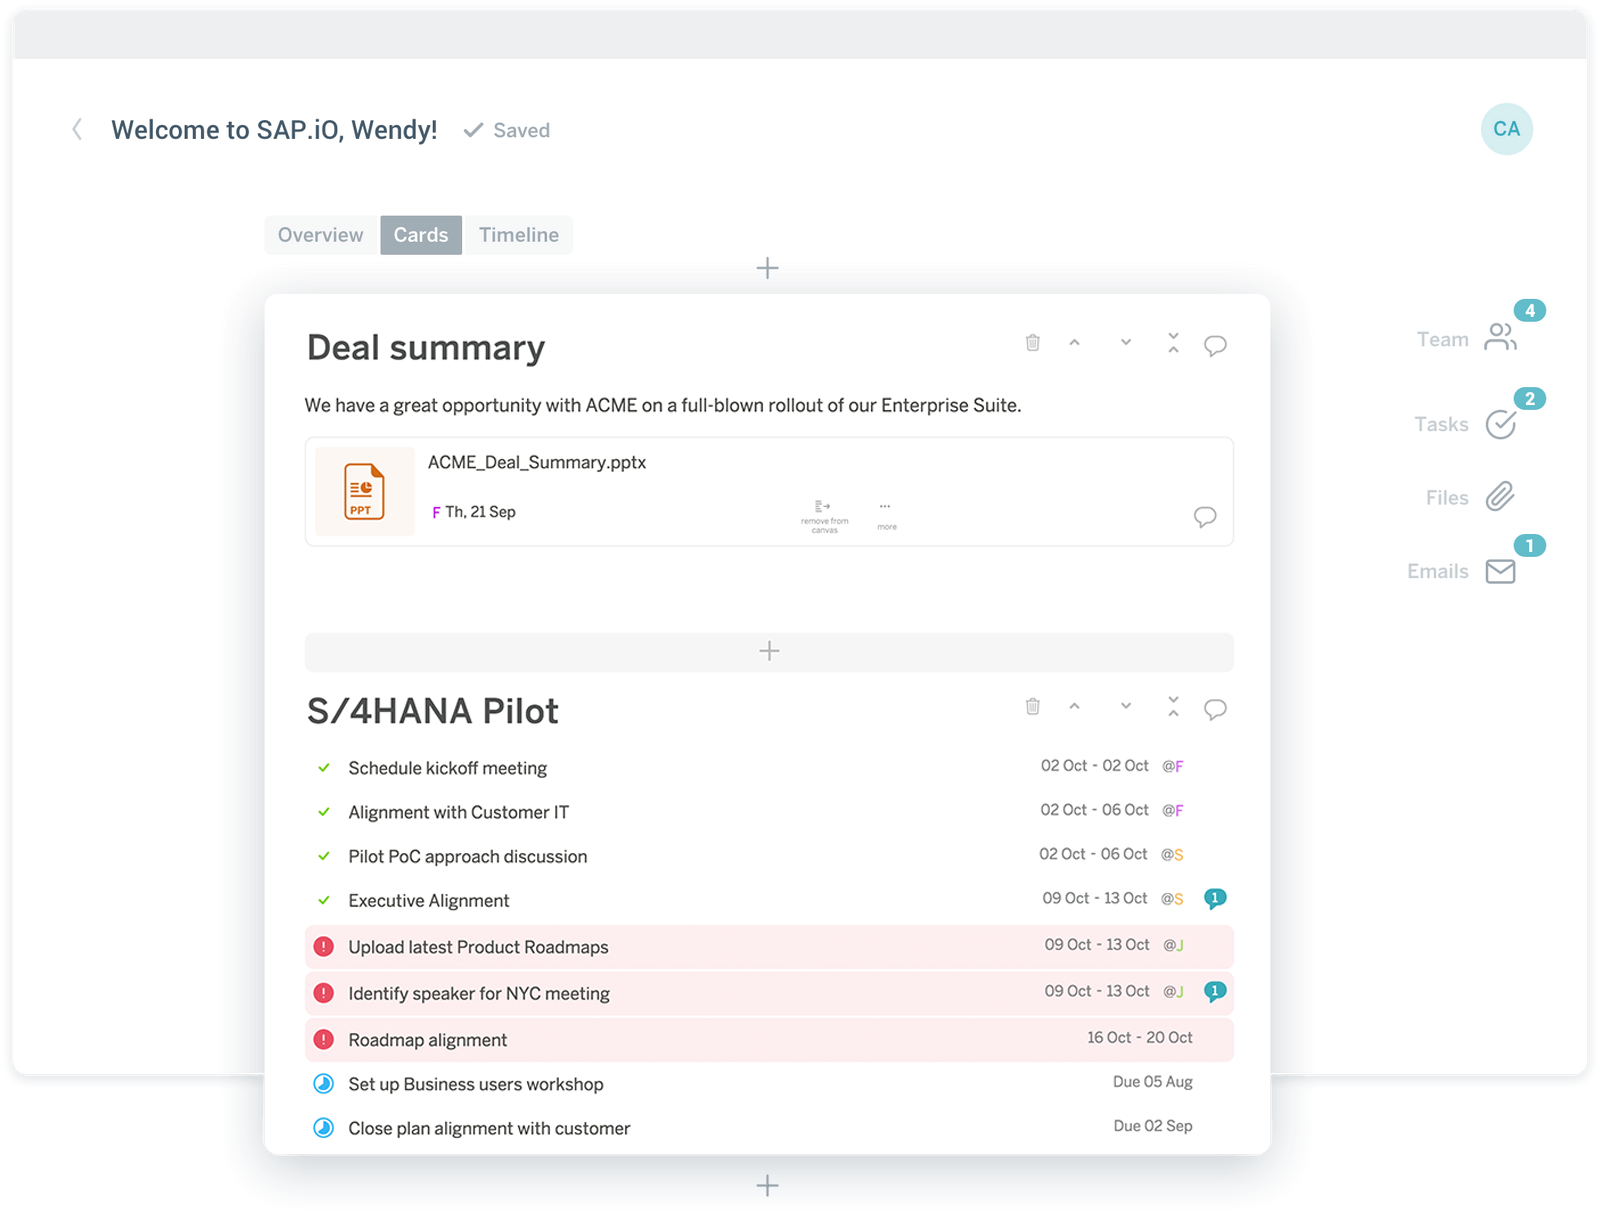 Welcome to SAP.iO, Wendy!
Saved
CA
Overview
Cards
Timeline
Team
4
Tasks
2
Files
Emails
1
Deal summary
We have a great opportunity with ACME on a full-blown rollout of our Enterprise Suite.
PPT
ACME_Deal_Summary.pptx
F Th, 21 Sep
remove from
canvas
more
S/4HANA Pilot
Schedule kickoff meeting 02 Oct - 02 Oct @F
Alignment with Customer IT 02 Oct - 06 Oct @F
Pilot PoC approach discussion 02 Oct - 06 Oct @S
Executive Alignment 09 Oct - 13 Oct @S 1
Upload latest Product Roadmaps 09 Oct - 13 Oct @J
Identify speaker for NYC meeting 09 Oct - 13 Oct @J 1
Roadmap alignment 16 Oct - 20 Oct
Set up Business users workshop Due 05 Aug
Close plan alignment with customer Due 02 Sep